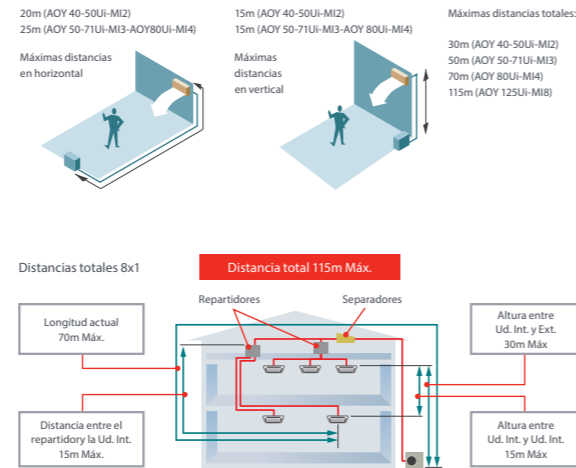 20m (AOY 40-50Ui-MI2)
25m (AOY 50-71Ui-MI3-AOY80Ui-MI4)
Máximas distancias
en horizontal
15m (AOY 40-50Ui-MI2)
15m (AOY 50-71Ui-MI3-AOY 80Ui-MI4)
Máximas
distancias
en vertical
Máximas distancias totales:
30m (AOY 40-50Ui-MI2)
50m (AOY 50-71Ui-MI3)
70m (AOY 80Ui-MI4)
115m (AOY 125Ui-MI8)
Distancias totales 8x1
Distancia total 115m Máx.
Repartidores
Separadores
Longitud actual
70m Máx.
Distancia entre el
repartidory la Ud. Int.
15m Máx.
Altura entre
Ud. Int. y Ext.
30m Máx
Altura entre
Ud. Int. y Ud. Int.
15m Máx